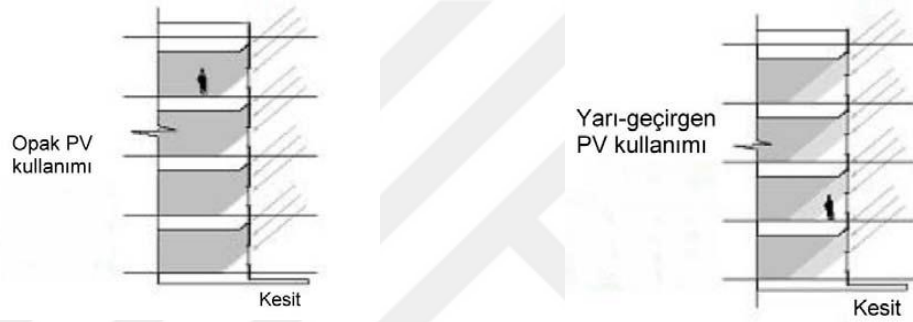 Opak PV
kullanımı
Kesit
Yarı-geçirgen
PV kullanımı
Kesit